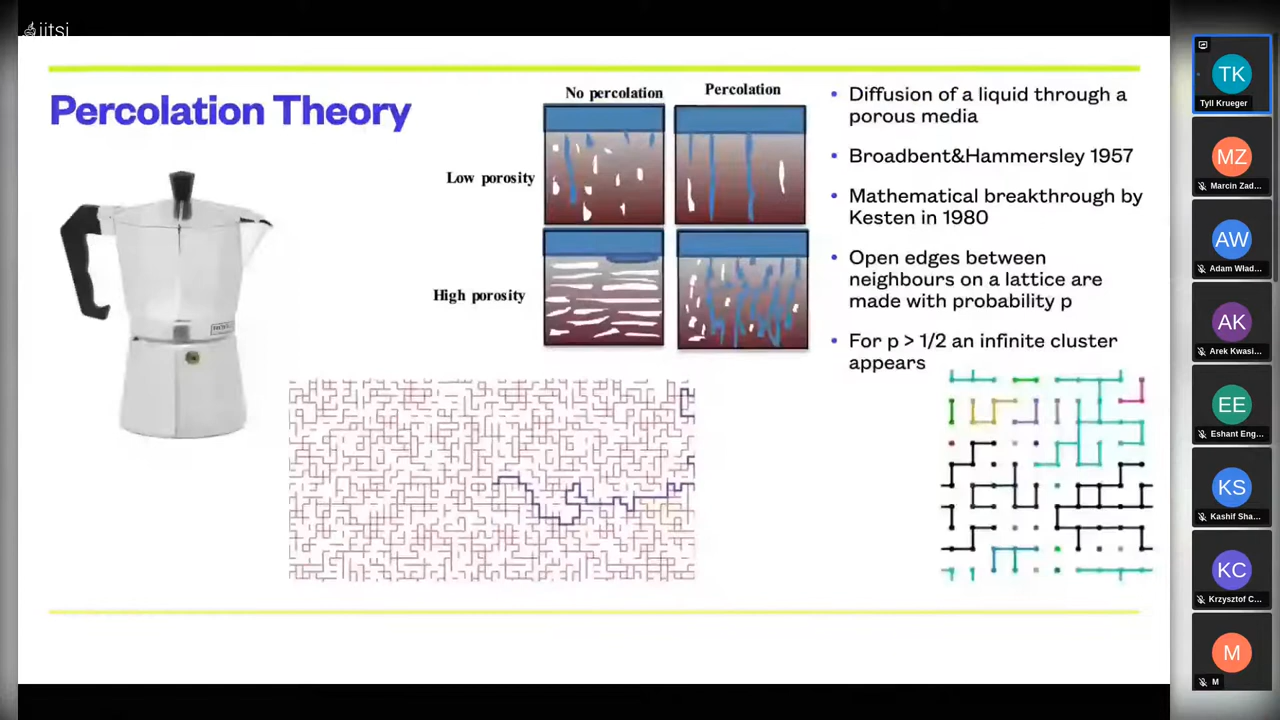 jitsi
Percolation Theory
No percolation
Percolation
Low porosity
High porosity
• Diffusion of a liquid through a
porous media
• Broadbent&Hammersley 1957
• Mathematical breakthrough by
Kesten in 1980
• Open edges between
neighbours on a lattice are
made with probability p
• For p > 1/2 an infinite cluster
appears
TK
Tyll Krueger
MZ
Marcin Zad...
AW
Adam Wład...
AK
Arek Kwasi...
EE
Eshant Eng...
KS
Kashif Sha...
KC
Krzysztof C...
M
M